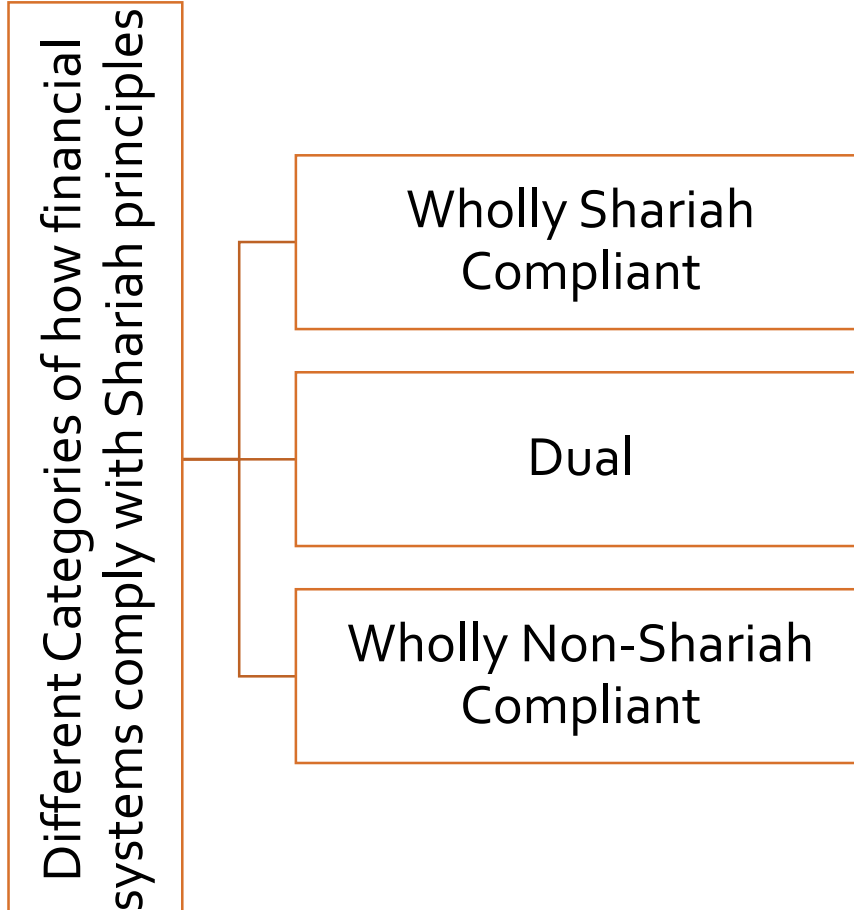 Different Categories of how financial
systems comply with Shariah principles
Wholly Shariah
Compliant
Dual
Wholly Non-Shariah
Compliant